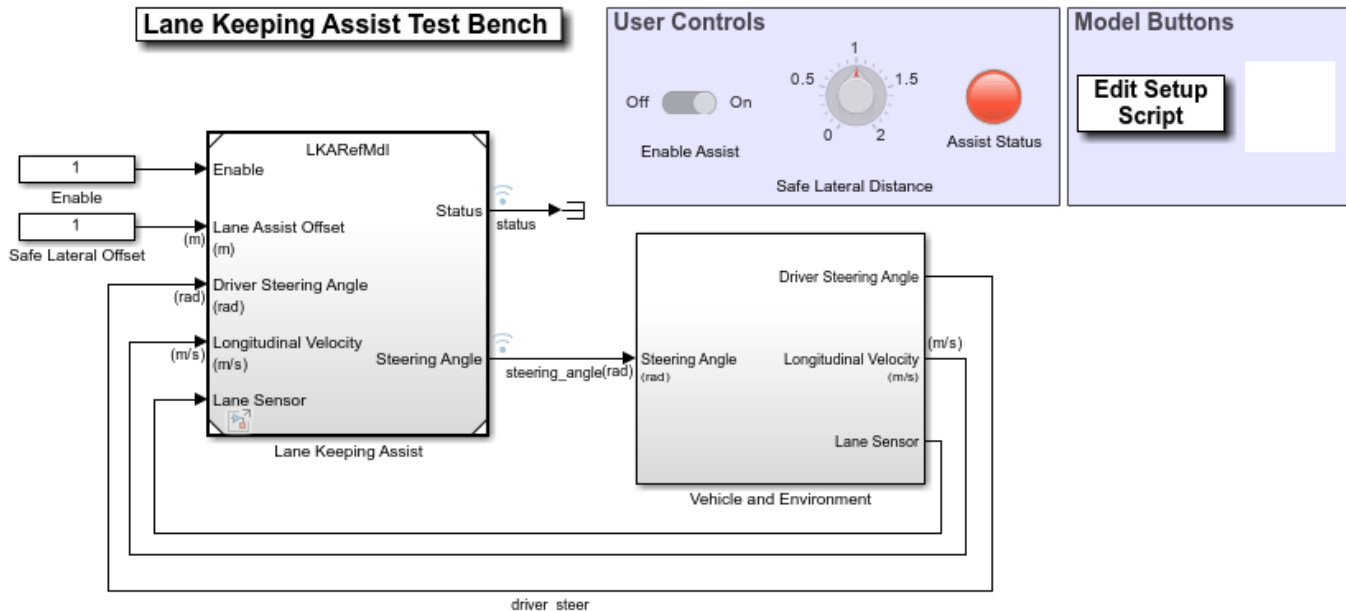 Lane Keeping Assist Test Bench
User Controls
Off
On
Enable Assist
0
0.5
1
1.5
2
Safe Lateral Distance
Assist Status
Model Buttons
Edit Setup
Script
1
Enable
1
Safe Lateral Offset
(m)
(rad)
(m/s)
LKARefMdl
Enable
Lane Assist Offset
(m)
Driver Steering Angle
(rad)
Longitudinal Velocity
(m/s)
Lane Sensor
Status
Steering Angle
Lane Keeping Assist
status
steering_angle
(rad)
Steering Angle
(rad)
Driver Steering Angle
Longitudinal Velocity
(m/s)
Lane Sensor
Vehicle and Environment
(m/s)
driver_steer